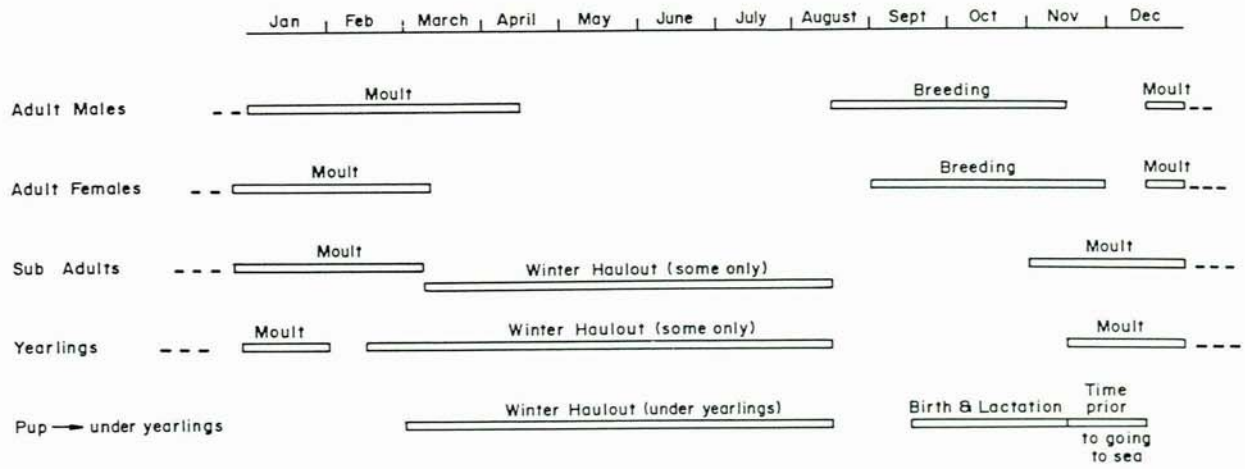 Jan Feb March April May June July August Sept Oct Nov Dec
Moult Breeding Moult
Adult Males
Moult Breeding Moult
Adult Females
Moult Moult
Sub Adults Winter Haulout (some only)
Moult Winter Haulout (some only) Moult
Yearlings
Winter Haulout (under yearlings) Birth & Lactation Time
prior
Pup → under yearlings
to going
to sea